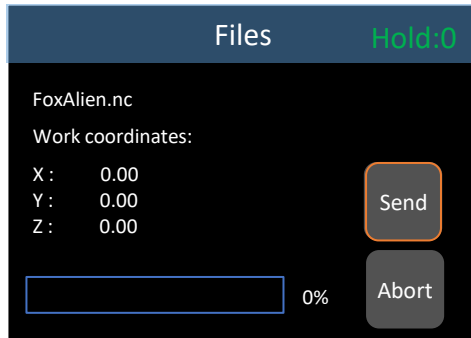 Files
Hold:0
FoxAlien.nc
Work coordinates:
X : 0.00
Y : 0.00
Z : 0.00
Send
0%
Abort